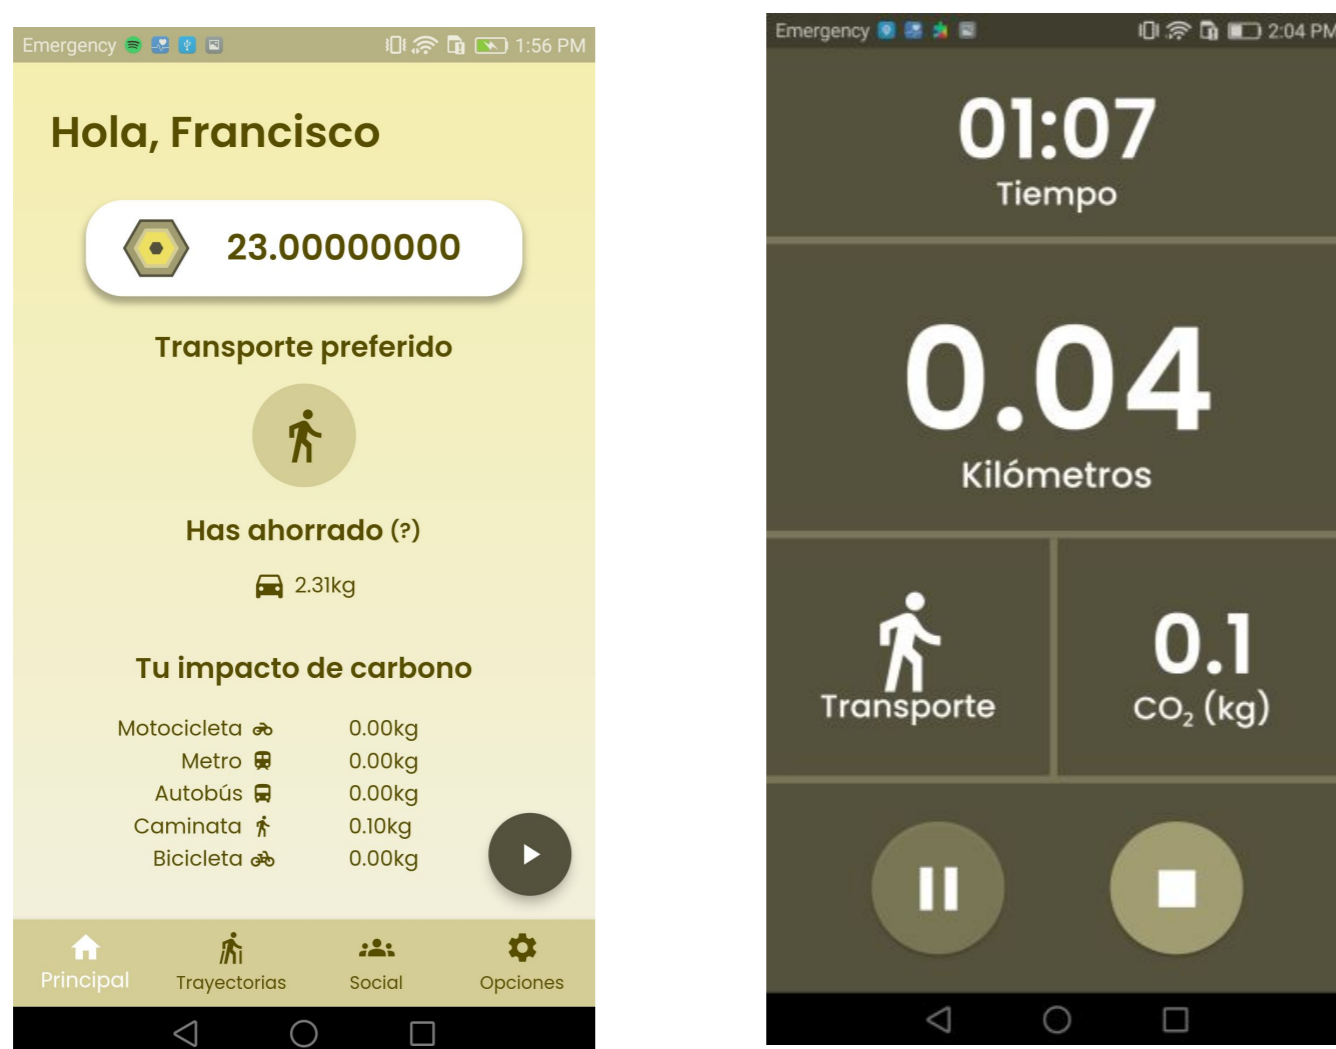 Emergency 1:56 PM
Hola, Francisco
23.00000000
Transporte preferido
Has ahorrado (?)
2.31kg
Tu impacto de carbono
Motocicleta 0.00kg
Metro 0.00kg
Autobús 0.00kg
Caminata 0.10kg
Bicicleta 0.00kg
Principal Trayectorias Social Opciones
Emergency 2:04 PM
01:07
Tiempo
0.04
Kilómetros
Transporte
0.1
CO₂ (kg)